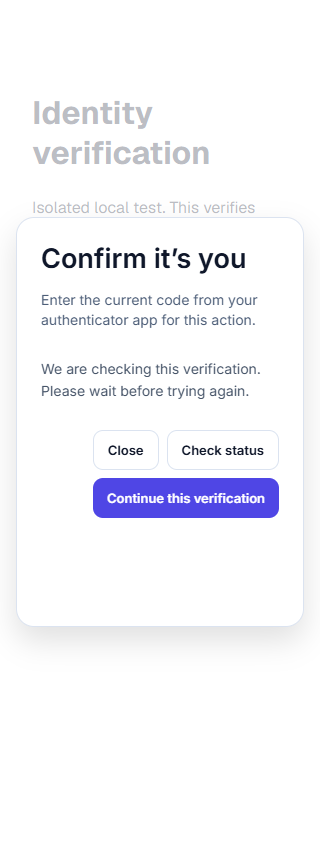 Identity
verification
Isolated local test. This verifies
Confirm it’s you
Enter the current code from your
authenticator app for this action.
We are checking this verification.
Please wait before trying again.
Close
Check status
Continue this verification